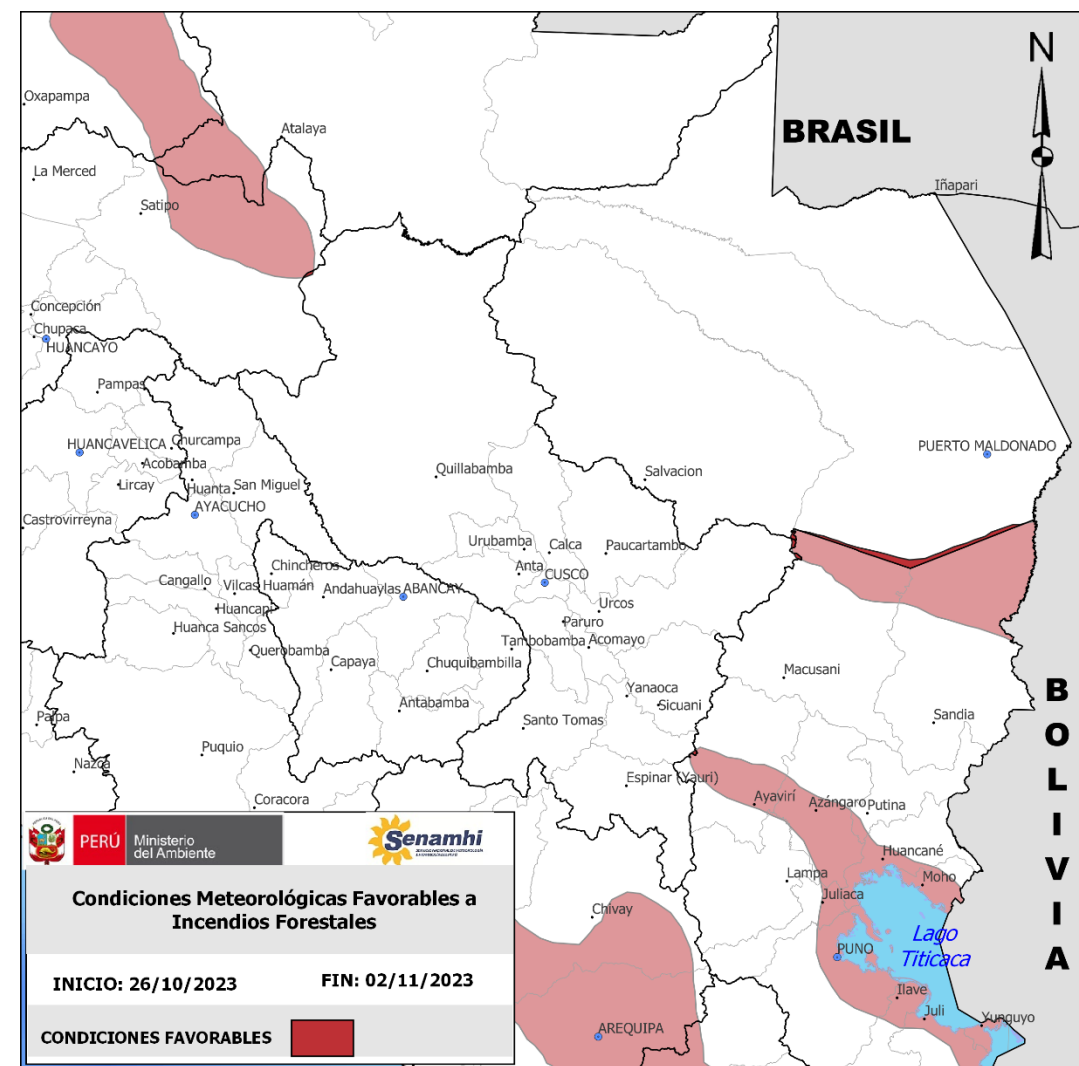 N
BRASIL
Oxapampa
Atalaya
La Merced
Iñapari
Satipo
Concepción
Chupaca
HUANCAYO
Pampas
HUANCAVELICA
Churcampa
PUERTO MALDONADO
Acobamba
Quillabamba
Salvacion
Lircay
Huanta
San Miguel
AYACUCHO
Castrovirreyna
Urubamba
Calca
Paucartambo
Chincheros
Anta
CUSCO
Cangallo
Vilcas Huamán
Andahuaylas
ABANCAY
Huancapi
Urcos
Huanca Sancos
Paruro
Tambobamba
Acomayo
Querobamba
Capaya
Chuquibambilla
Macusani
Yanaoca
Sicuani
Antabamba
Palpa
Santo Tomas
Sandia
Puquio
Nazca
Espinar (Yauri)
Coracora
Ayavirí
Azángaro
Putina
Huancané
Lampa
Moho
Juliaca
Chivay
Lago
Titicaca
PUNO
Ilave
Juli
Yunguyo
AREQUIPA
BOLIVIA
PERÚ
Ministerio
del Ambiente
Senamhi
Condiciones Meteorológicas Favorables a
Incendios Forestales
INICIO: 26/10/2023 FIN: 02/11/2023
CONDICIONES FAVORABLES